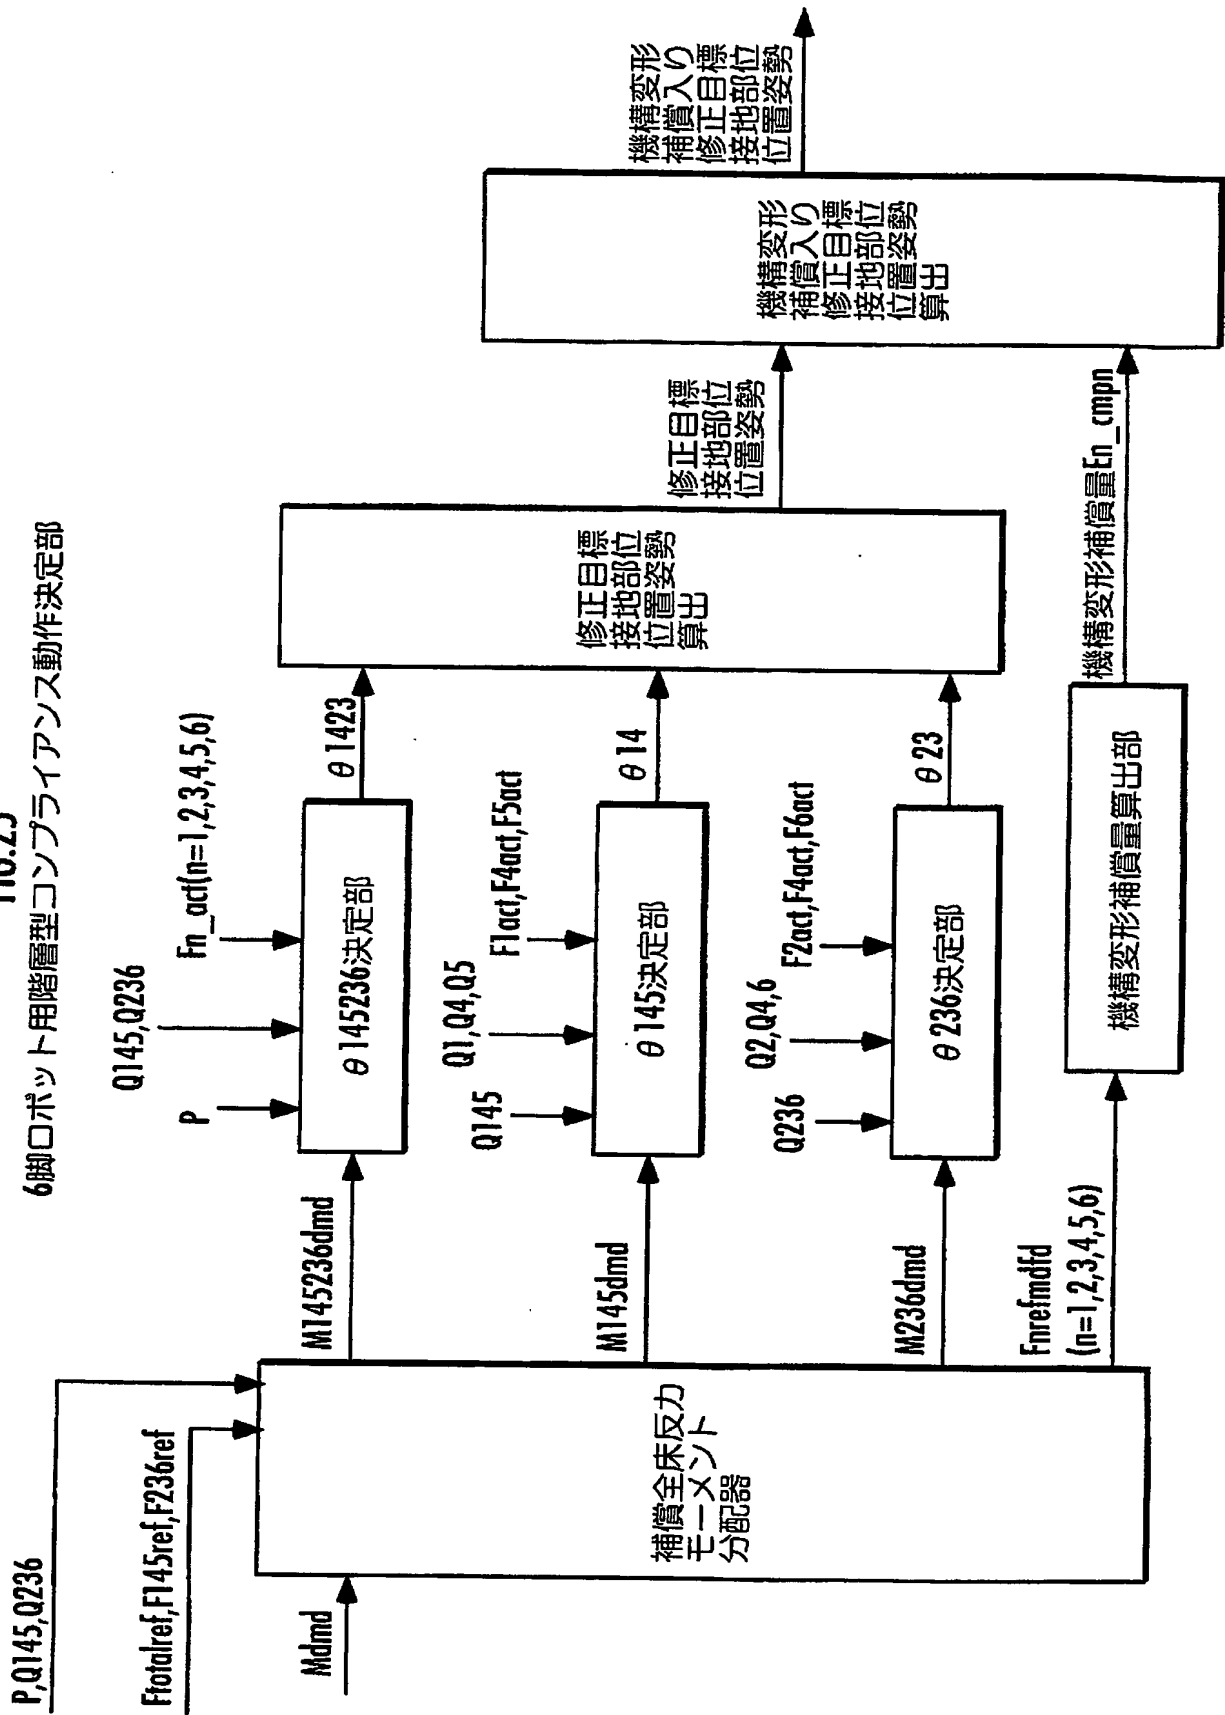 FIG.25
6脚ロボット用階層型コンプライアンス動作決定部
P,Q145,Q236
Ftotalref,F145ref,F236ref
Mdmd
補償全床反力
モーメント
分配器
M145236dmd
M145dmd
M236dmd
Fnrefmdfd
(n=1,2,3,4,5,6)
P
Q145,Q236
Fn_act(n=1,2,3,4,5,6)
θ145236決定部
θ1423
Q145
Q1,Q4,Q5
F1act,F4act,F5act
θ145決定部
θ14
Q236
Q2,Q4,6
F2act,F4act,F6act
θ236決定部
θ23
機構変形補償量算出部
機構変形補償量En_cmpn
修正目標
接地部位
位置姿勢
算出
修正目標
接地部位
位置姿勢
機構変形
補償入り
修正目標
接地部位
位置姿勢
算出
機構変形
補償入り
修正目標
接地部位
位置姿勢